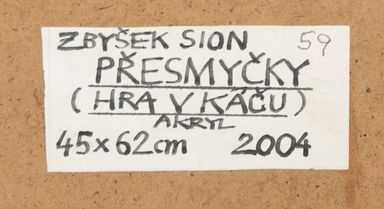 ZBYŠEK SION 59
PŘESMYČKY
(HRA V KÁČU)
AKRYL
45x62cm 2004